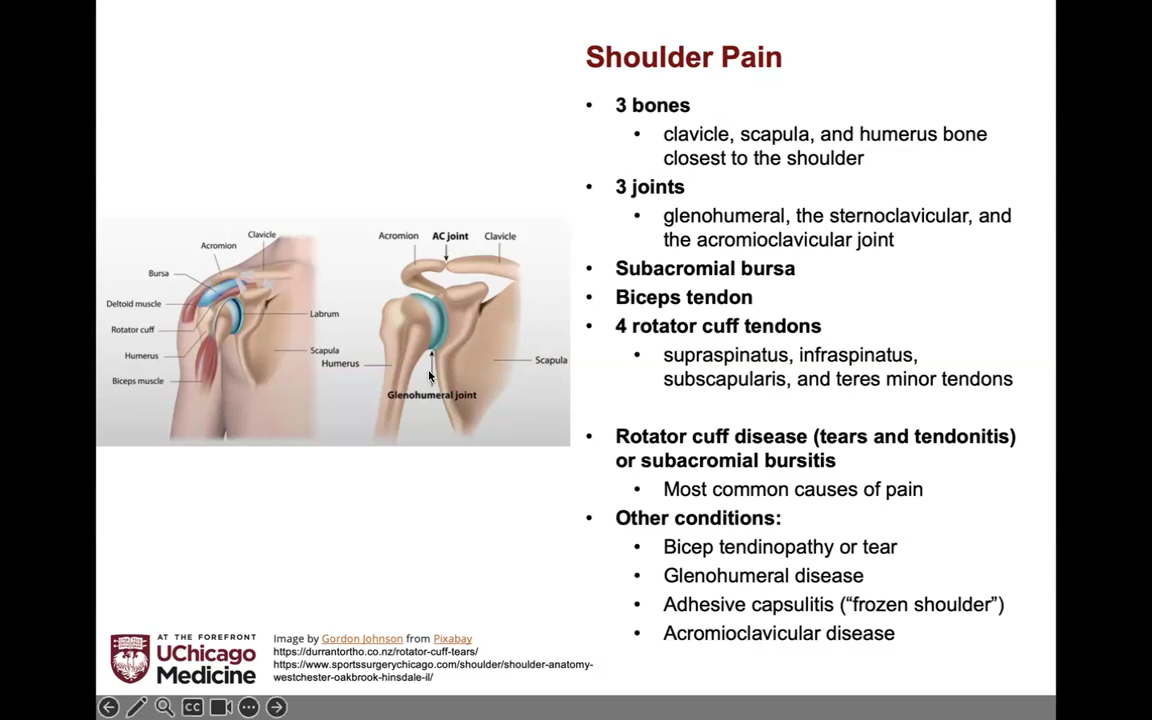 Shoulder Pain
• 3 bones
• clavicle, scapula, and humerus bone
closest to the shoulder
• 3 joints
• glenohumeral, the sternoclavicular, and
the acromioclavicular joint
• Subacromial bursa
• Biceps tendon
• 4 rotator cuff tendons
• supraspinatus, infraspinatus,
subscapularis, and teres minor tendons
• Rotator cuff disease (tears and tendonitis)
or subacromial bursitis
• Most common causes of pain
• Other conditions:
• Bicep tendinopathy or tear
• Glenohumeral disease
• Adhesive capsulitis (“frozen shoulder”)
• Acromioclavicular disease
Clavicle
Acromion
Bursa
Deltoid muscle
Rotator cuff
Humerus
Biceps muscle
Labrum
Scapula
Acromion
AC joint
Clavicle
Humerus
Scapula
Glenohumeral joint
AT THE FOREFRONT
UChicago
Medicine
Image by Gordon Johnson from Pixabay
https://durrantortho.co.nz/rotator-cuff-tears/
https://www.sportssurgerychicago.com/shoulder/shoulder-anatomy-
westchester-oakbrook-hinsdale-il/
CC